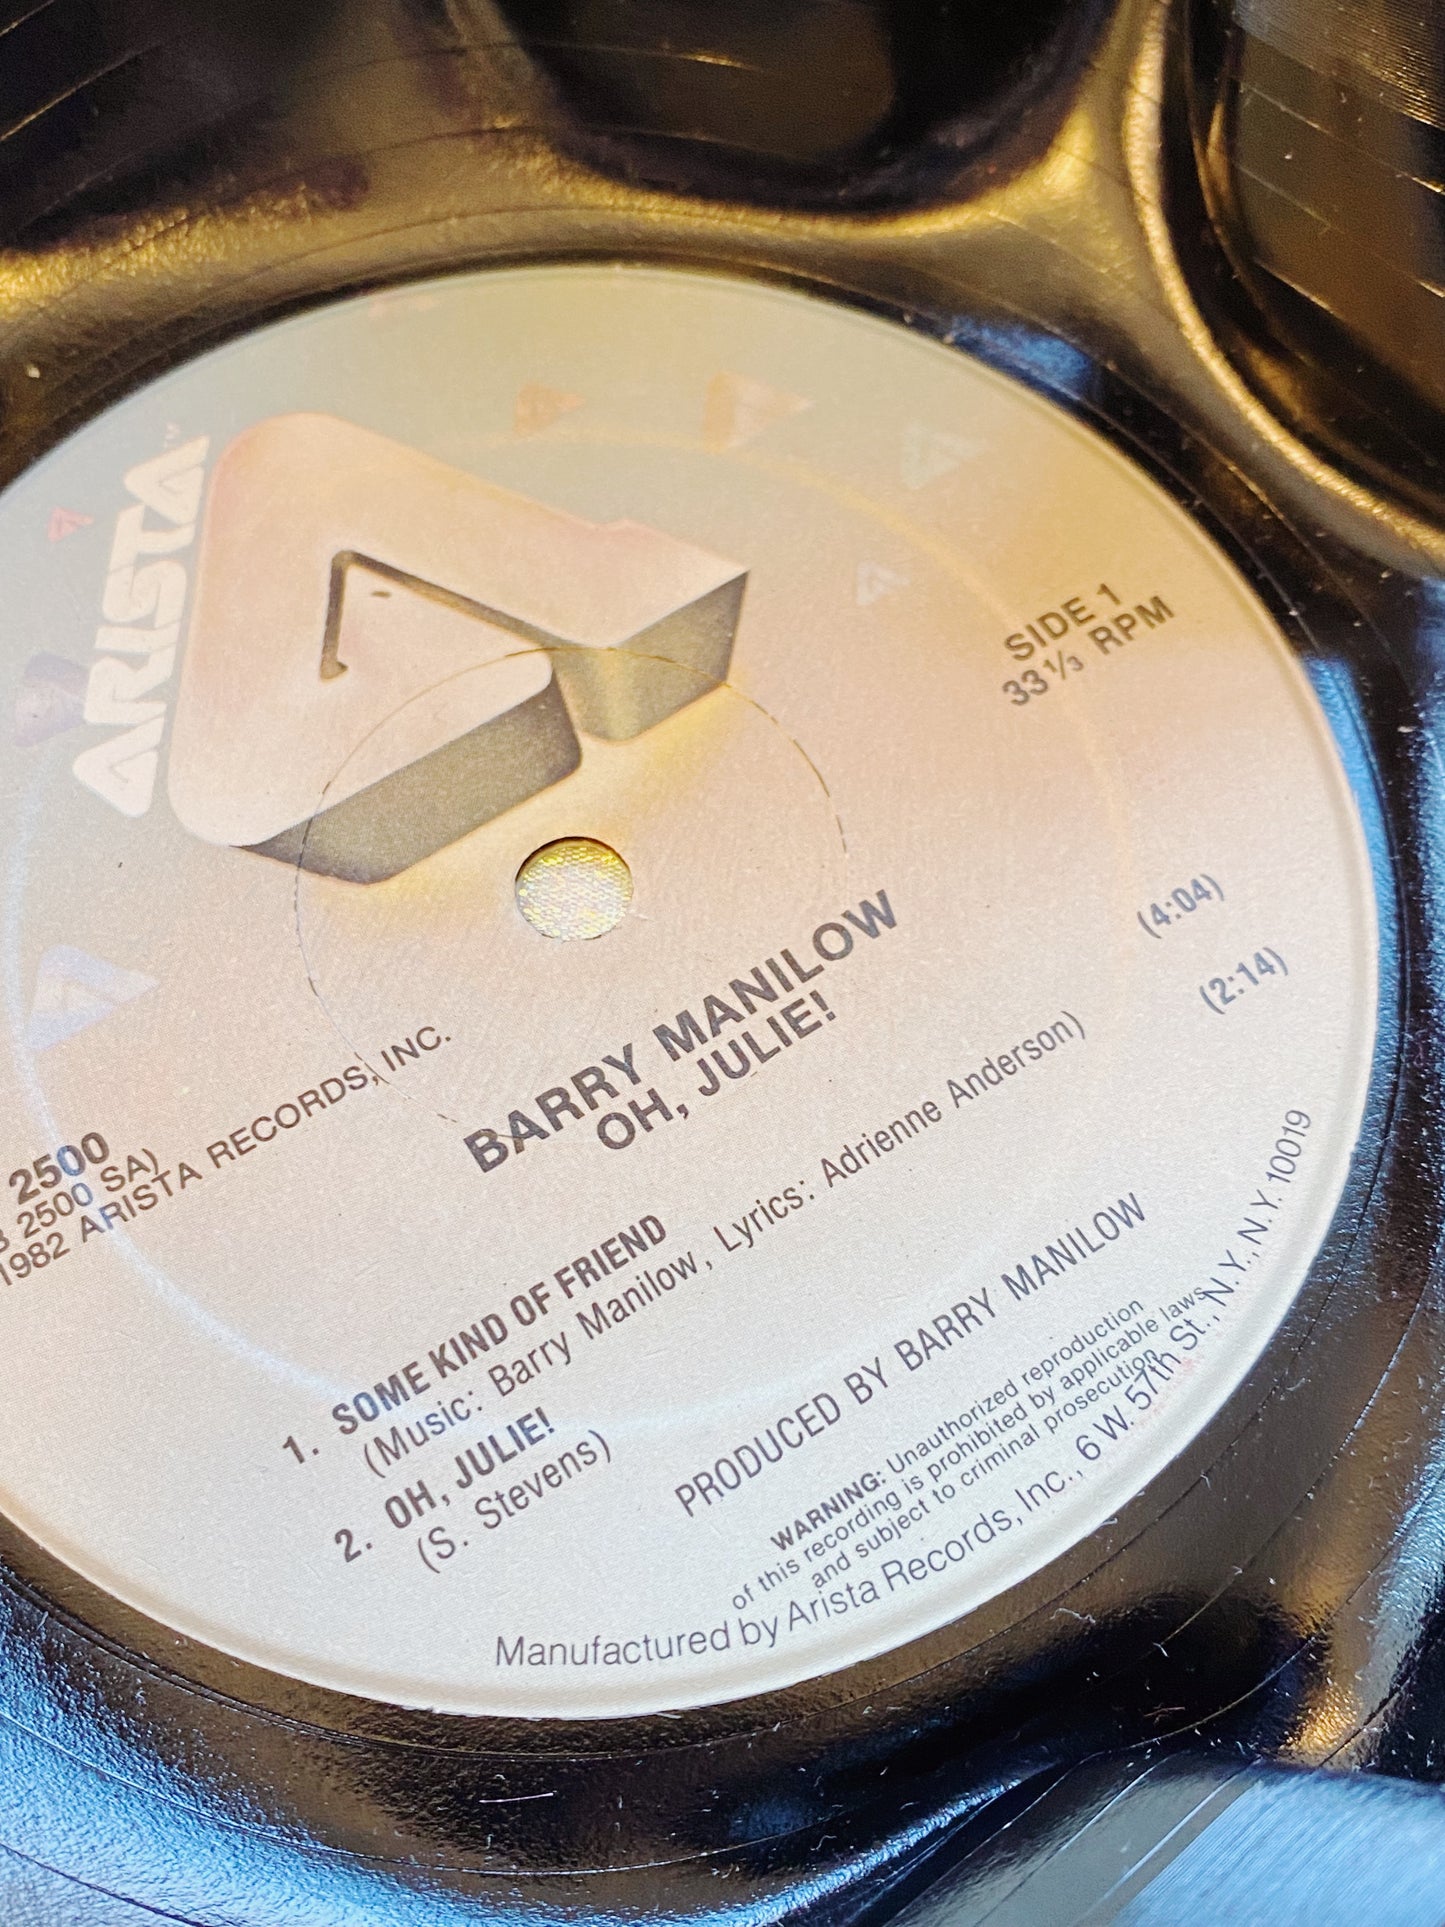 ARISTA™
SIDE 1
33⅓ RPM
BARRY MANILOW
OH, JULIE!
2500
2500 SA)
1982 ARISTA RECORDS, INC.
(4:04)
1. SOME KIND OF FRIEND
(Music: Barry Manilow, Lyrics: Adrienne Anderson)
(2:14)
2. OH, JULIE!
(S. Stevens)
PRODUCED BY BARRY MANILOW
WARNING: Unauthorized reproduction
of this recording is prohibited by applicable laws
and subject to criminal prosecution
Manufactured by Arista Records, Inc., 6 W. 57th St., N.Y., N.Y. 10019